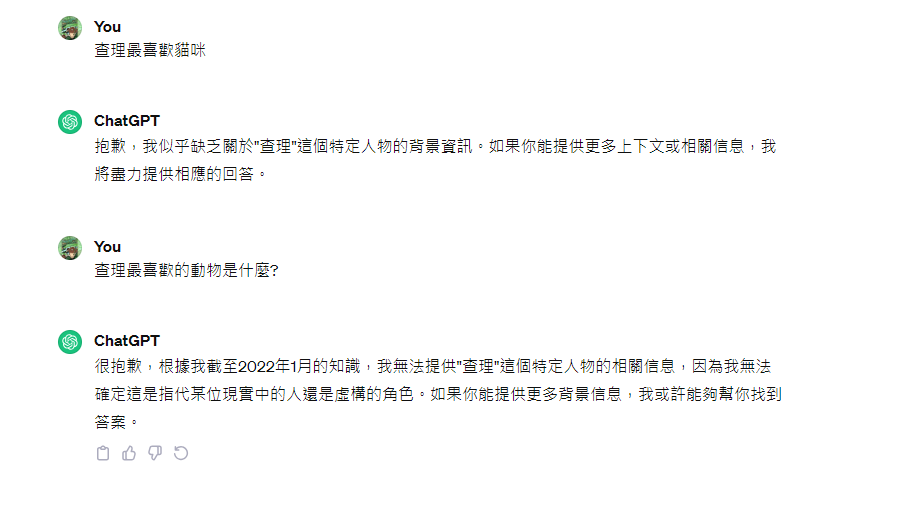 You
查理最喜歡貓咪
ChatGPT
抱歉，我似乎缺乏關於"查理"這個特定人物的背景資訊。如果你能提供更多上下文或相關信息，我
將盡力提供相應的回答。
You
查理最喜歡的動物是什麼?
ChatGPT
很抱歉，根據我截至2022年1月的知識，我無法提供"查理"這個特定人物的相關信息，因為我無法
確定這是指代某位現實中的人還是虛構的角色。如果你能提供更多背景信息，我或許能夠幫你找到
答案。